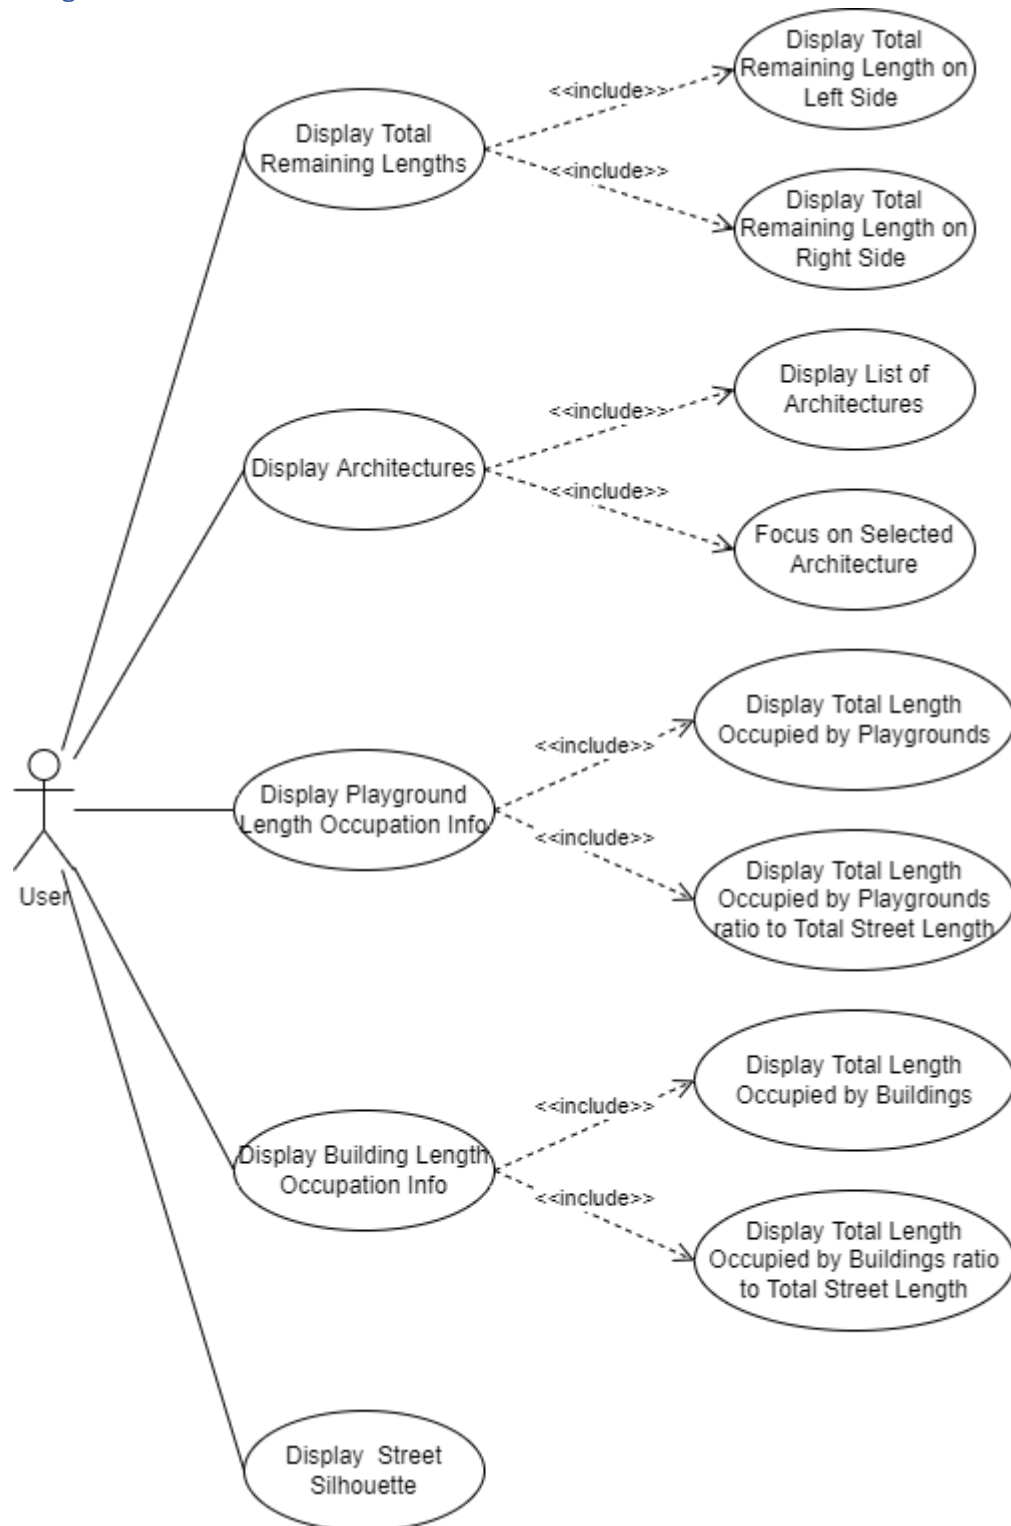 Display Total
Remaining Length on
Left Side
<<include>>
Display Total
Remaining Lengths
<<include>>
Display Total
Remaining Length on
Right Side
Display List of
Architectures
<<include>>
Display Architectures
<<include>>
Focus on Selected
Architecture
Display Total Length
Occupied by Playgrounds
<<include>>
Display Playground
Length Occupation Info
<<include>>
Display Total Length
Occupied by Playgrounds
ratio to Total Street Length
User
Display Total Length
Occupied by Buildings
<<include>>
Display Building Length
Occupation Info
<<include>>
Display Total Length
Occupied by Buildings ratio
to Total Street Length
Display  Street
Silhouette